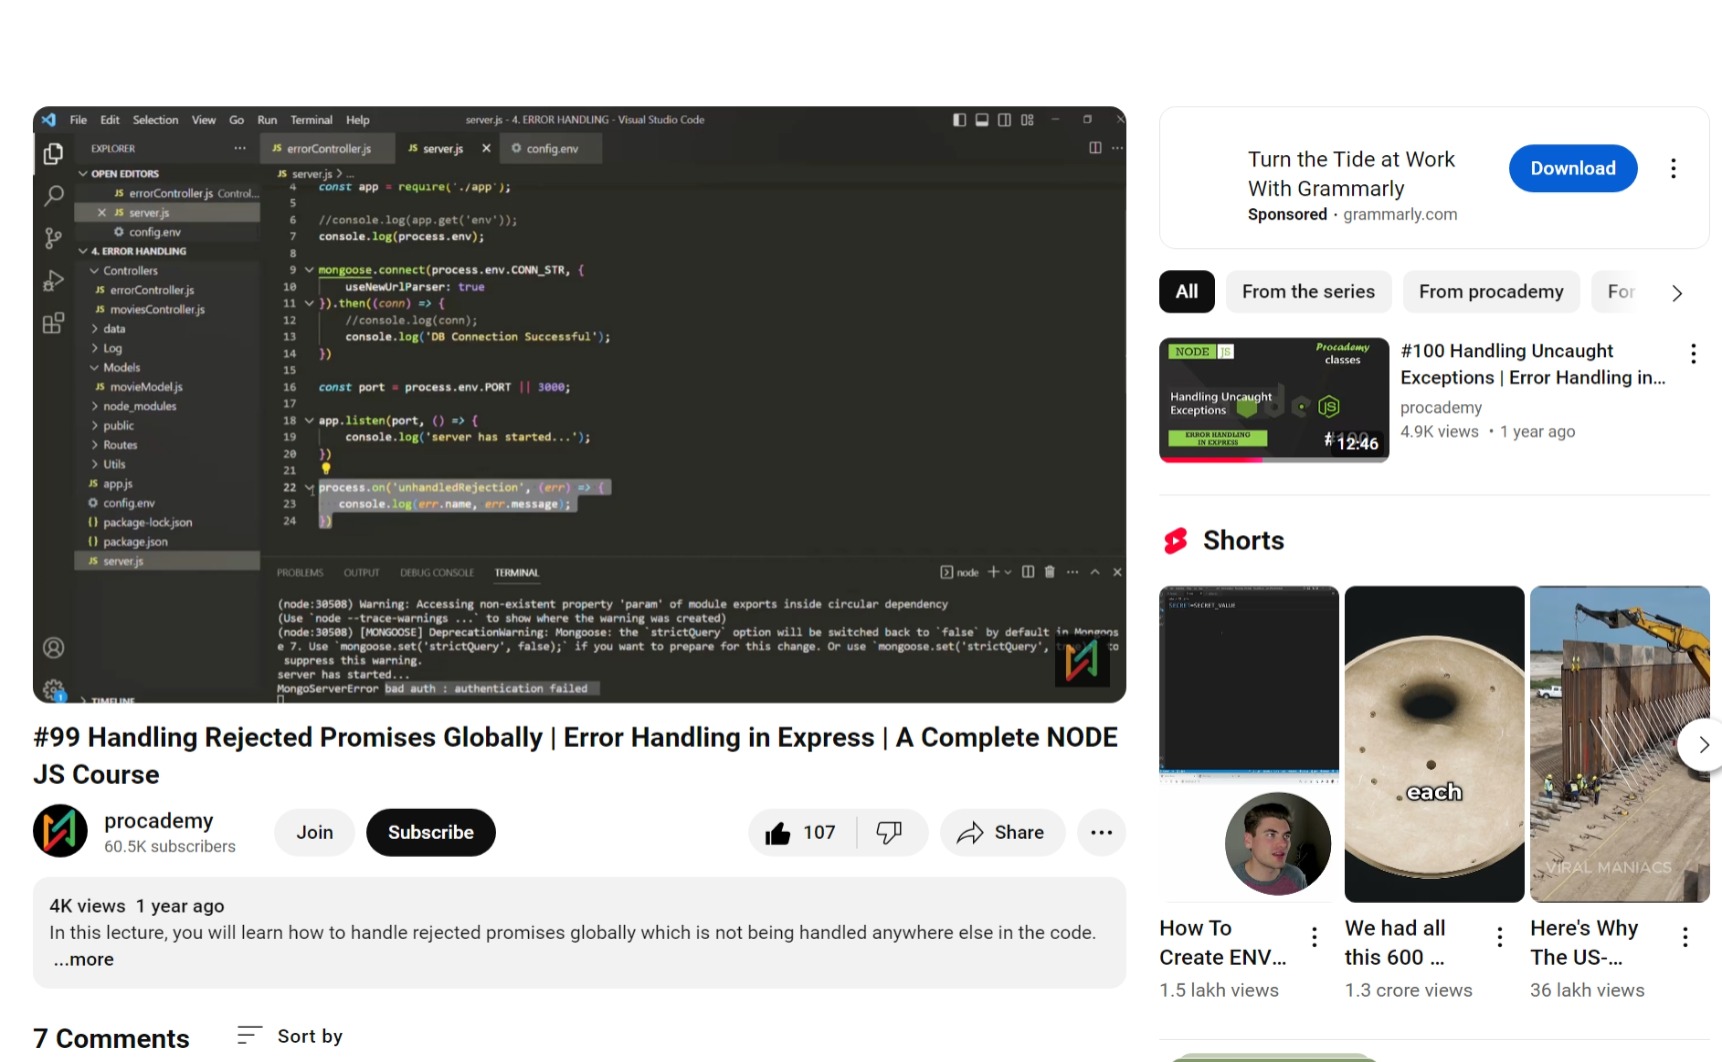 File Edit Selection View Go Run Terminal Help
server.js - 4. ERROR HANDLING - Visual Studio Code
EXPLORER
OPEN EDITORS
JS errorController.js Control...
JS server.js
config.env
4. ERROR HANDLING
Controllers
JS errorController.js
JS moviesController.js
data
Log
Models
JS movieModel.js
node_modules
public
Routes
Utils
JS app.js
config.env
{} package-lock.json
{} package.json
JS server.js
TIMELINE
JS errorController.js
JS server.js
config.env
JS server.js > ...
4 const app = require('./app');
5
6 //console.log(app.get('env'));
7 console.log(process.env);
8
9 mongoose.connect(process.env.CONN_STR, {
10 useNewUrlParser: true
11 }).then((conn) => {
12 //console.log(conn);
13 console.log('DB Connection Successful');
14 })
15
16 const port = process.env.PORT || 3000;
17
18 app.listen(port, () => {
19 console.log('server has started...');
20 })
21
22 process.on('unhandledRejection', (err) => {
23 console.log(err.name, err.message);
24 })
PROBLEMS OUTPUT DEBUG CONSOLE TERMINAL
node
(node:30508) Warning: Accessing non-existent property 'param' of module exports inside circular dependency
(Use `node --trace-warnings ...` to show where the warning was created)
(node:30508) [MONGOOSE] DeprecationWarning: Mongoose: the `strictQuery` option will be switched back to `false` by default in Mongoos
e 7. Use `mongoose.set('strictQuery', false);` if you want to prepare for this change. Or use `mongoose.set('strictQuery', to
suppress this warning.
server has started...
MongoServerError bad auth : authentication failed
#99 Handling Rejected Promises Globally | Error Handling in Express | A Complete NODE
JS Course
procademy
60.5K subscribers
Join
Subscribe
107
Share
4K views 1 year ago
In this lecture, you will learn how to handle rejected promises globally which is not being handled anywhere else in the code.
...more
7 Comments
Sort by
Turn the Tide at Work
With Grammarly
Sponsored · grammarly.com
Download
All
From the series
From procademy
For
NODE JS
Procademy
classes
Handling Uncaught
Exceptions
JS
ERROR HANDLING
IN EXPRESS
12:46
#100 Handling Uncaught
Exceptions | Error Handling in...
procademy
4.9K views • 1 year ago
Shorts
SECRET=SECRET_VALUE
each
VIRAL MANIACS
How To
Create ENV...
1.5 lakh views
We had all
this 600 ...
1.3 crore views
Here's Why
The US-...
36 lakh views